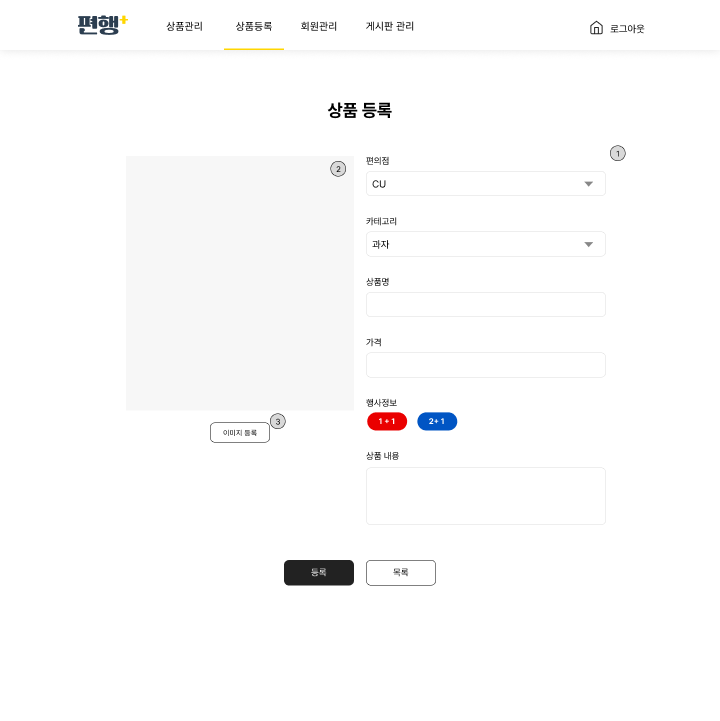 편행+
상품관리
상품등록
회원관리
게시판 관리
로그아웃
상품 등록
1
편의점
2
CU
카테고리
과자
상품명
가격
행사정보
1 + 1
2+ 1
3
이미지 등록
상품 내용
등록
목록